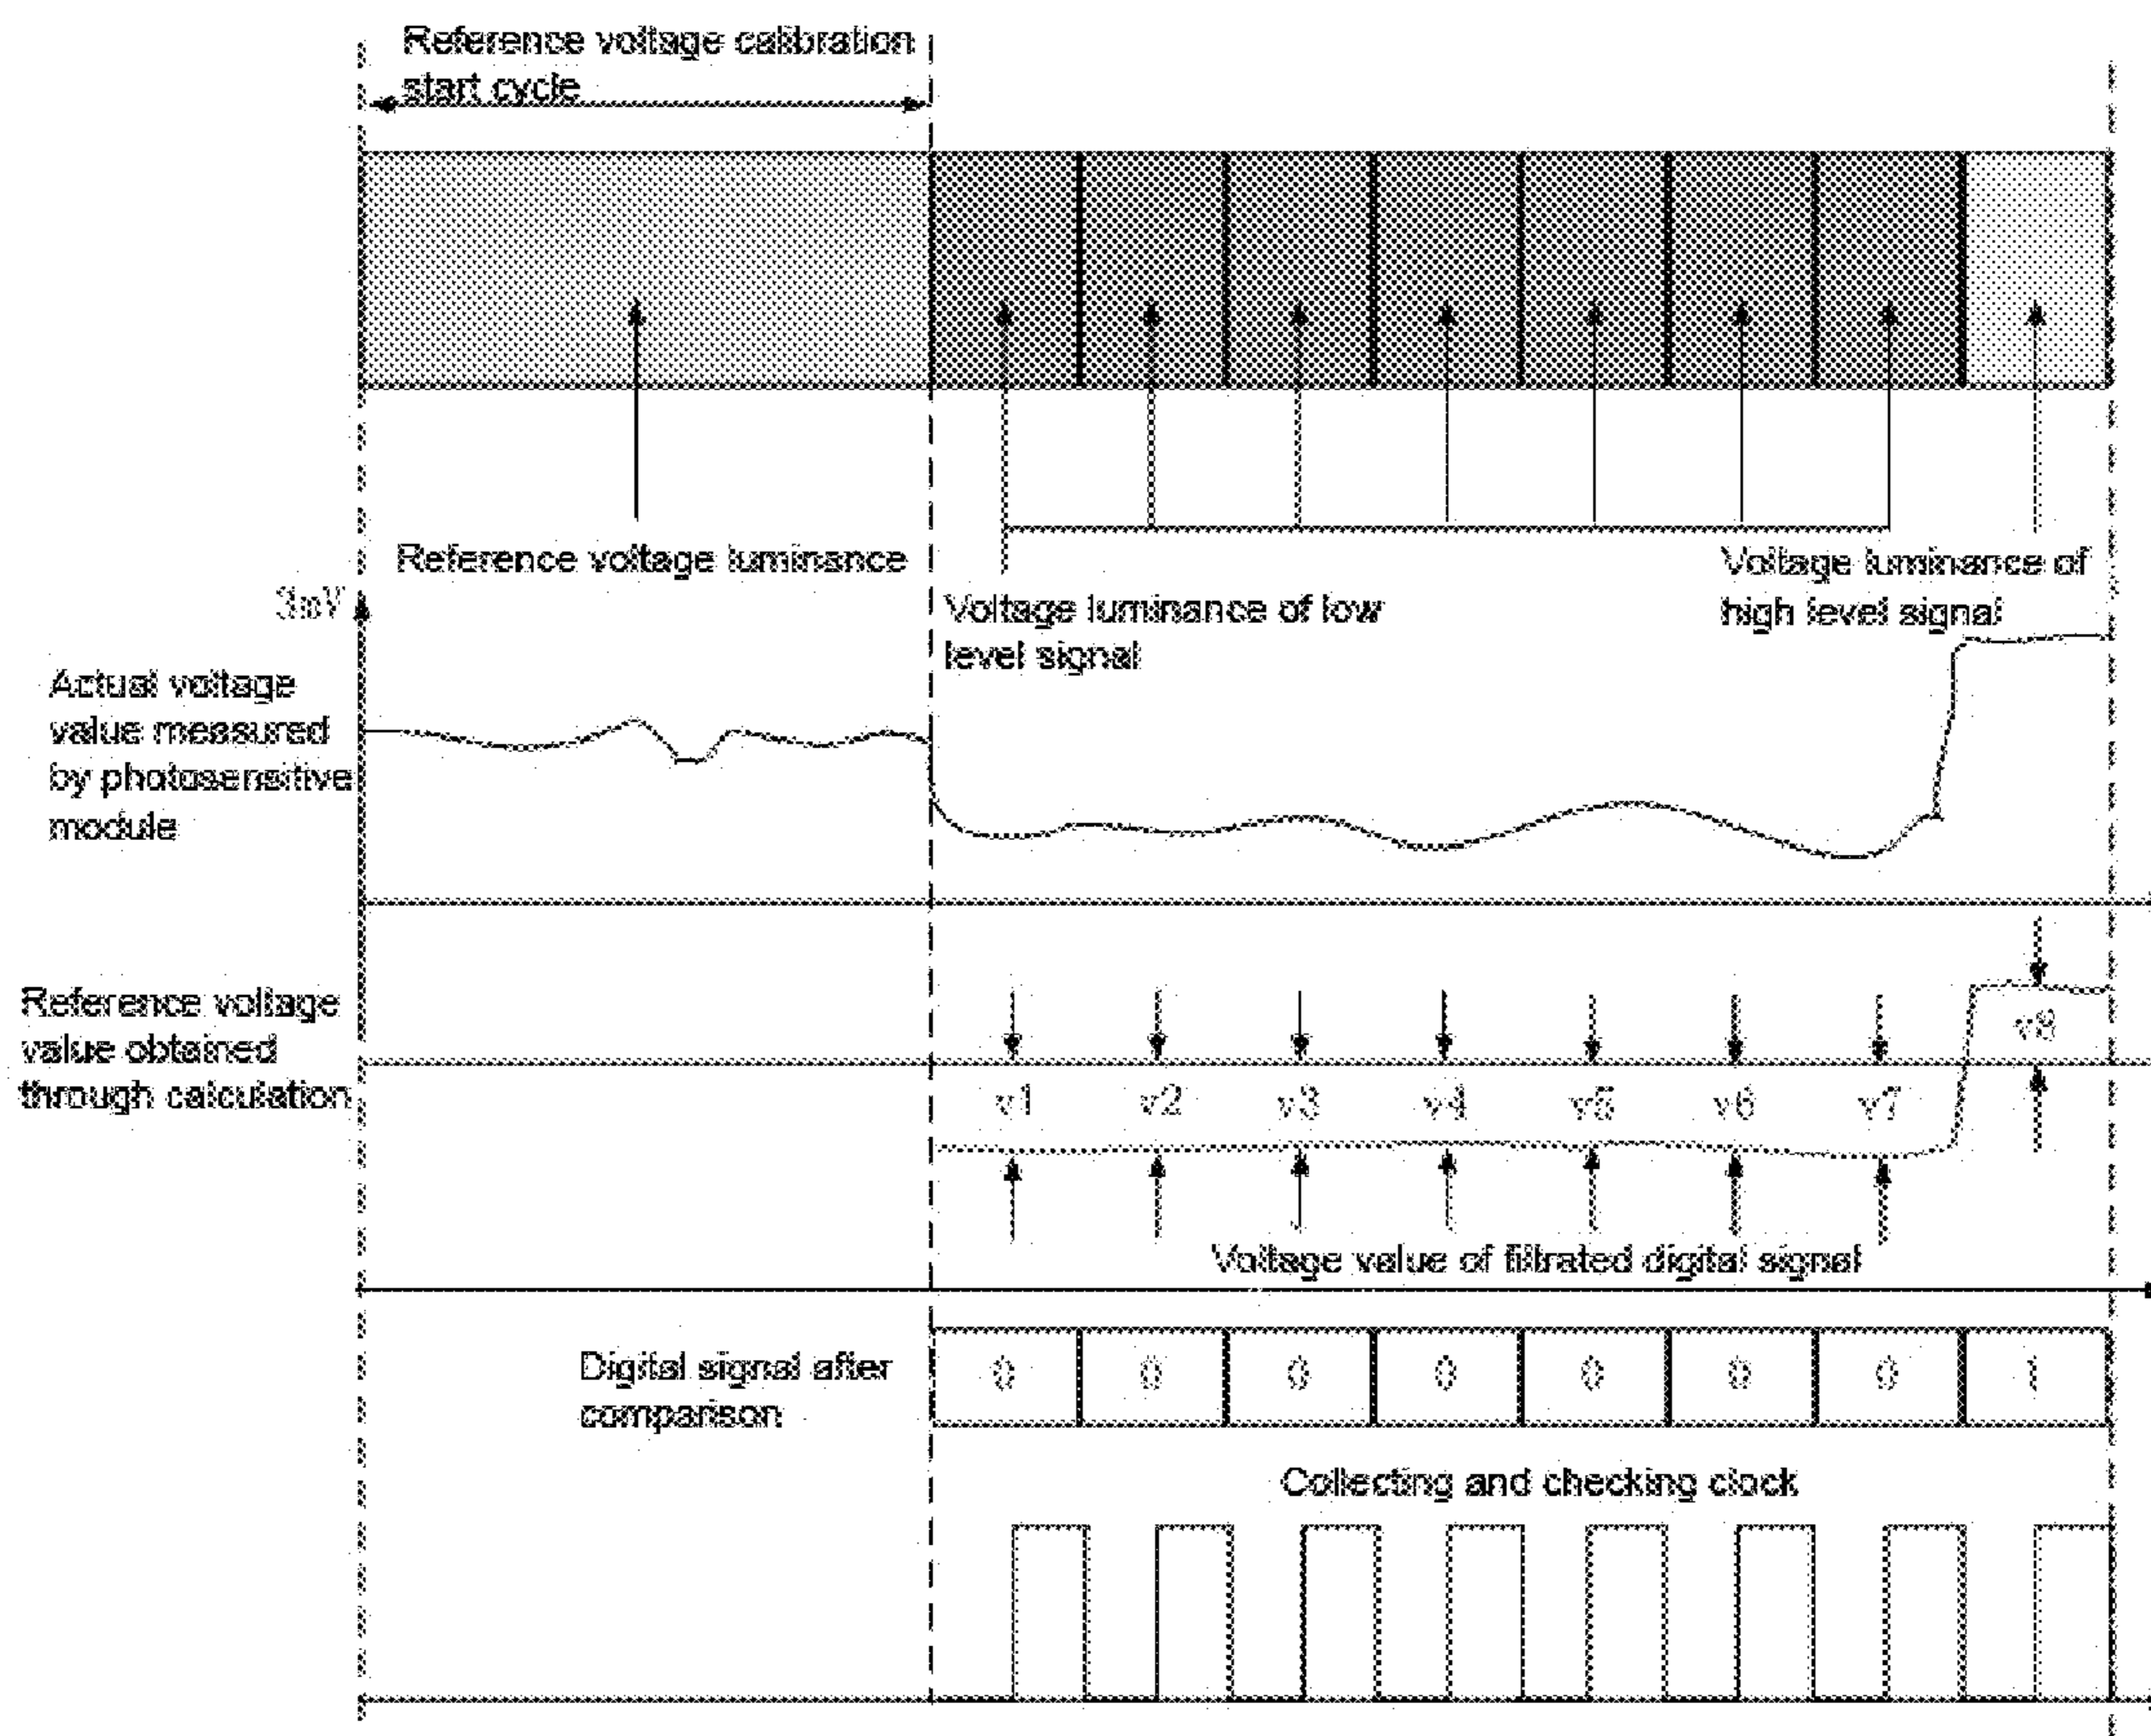 Reference voltage calibration
start cycle
Reference voltage luminance
3mV
Voltage luminance of low
level signal
Voltage luminance of
high level signal
Actual voltage
value measured
by photosensitive
module
Reference voltage
value obtained
through calculation
v1 v2 v3 v4 v5 v6 v7 v8
Voltage value of filtrated digital signal
Digital signal after
comparison
0 0 0 0 0 0 0 1
Collecting and checking clock